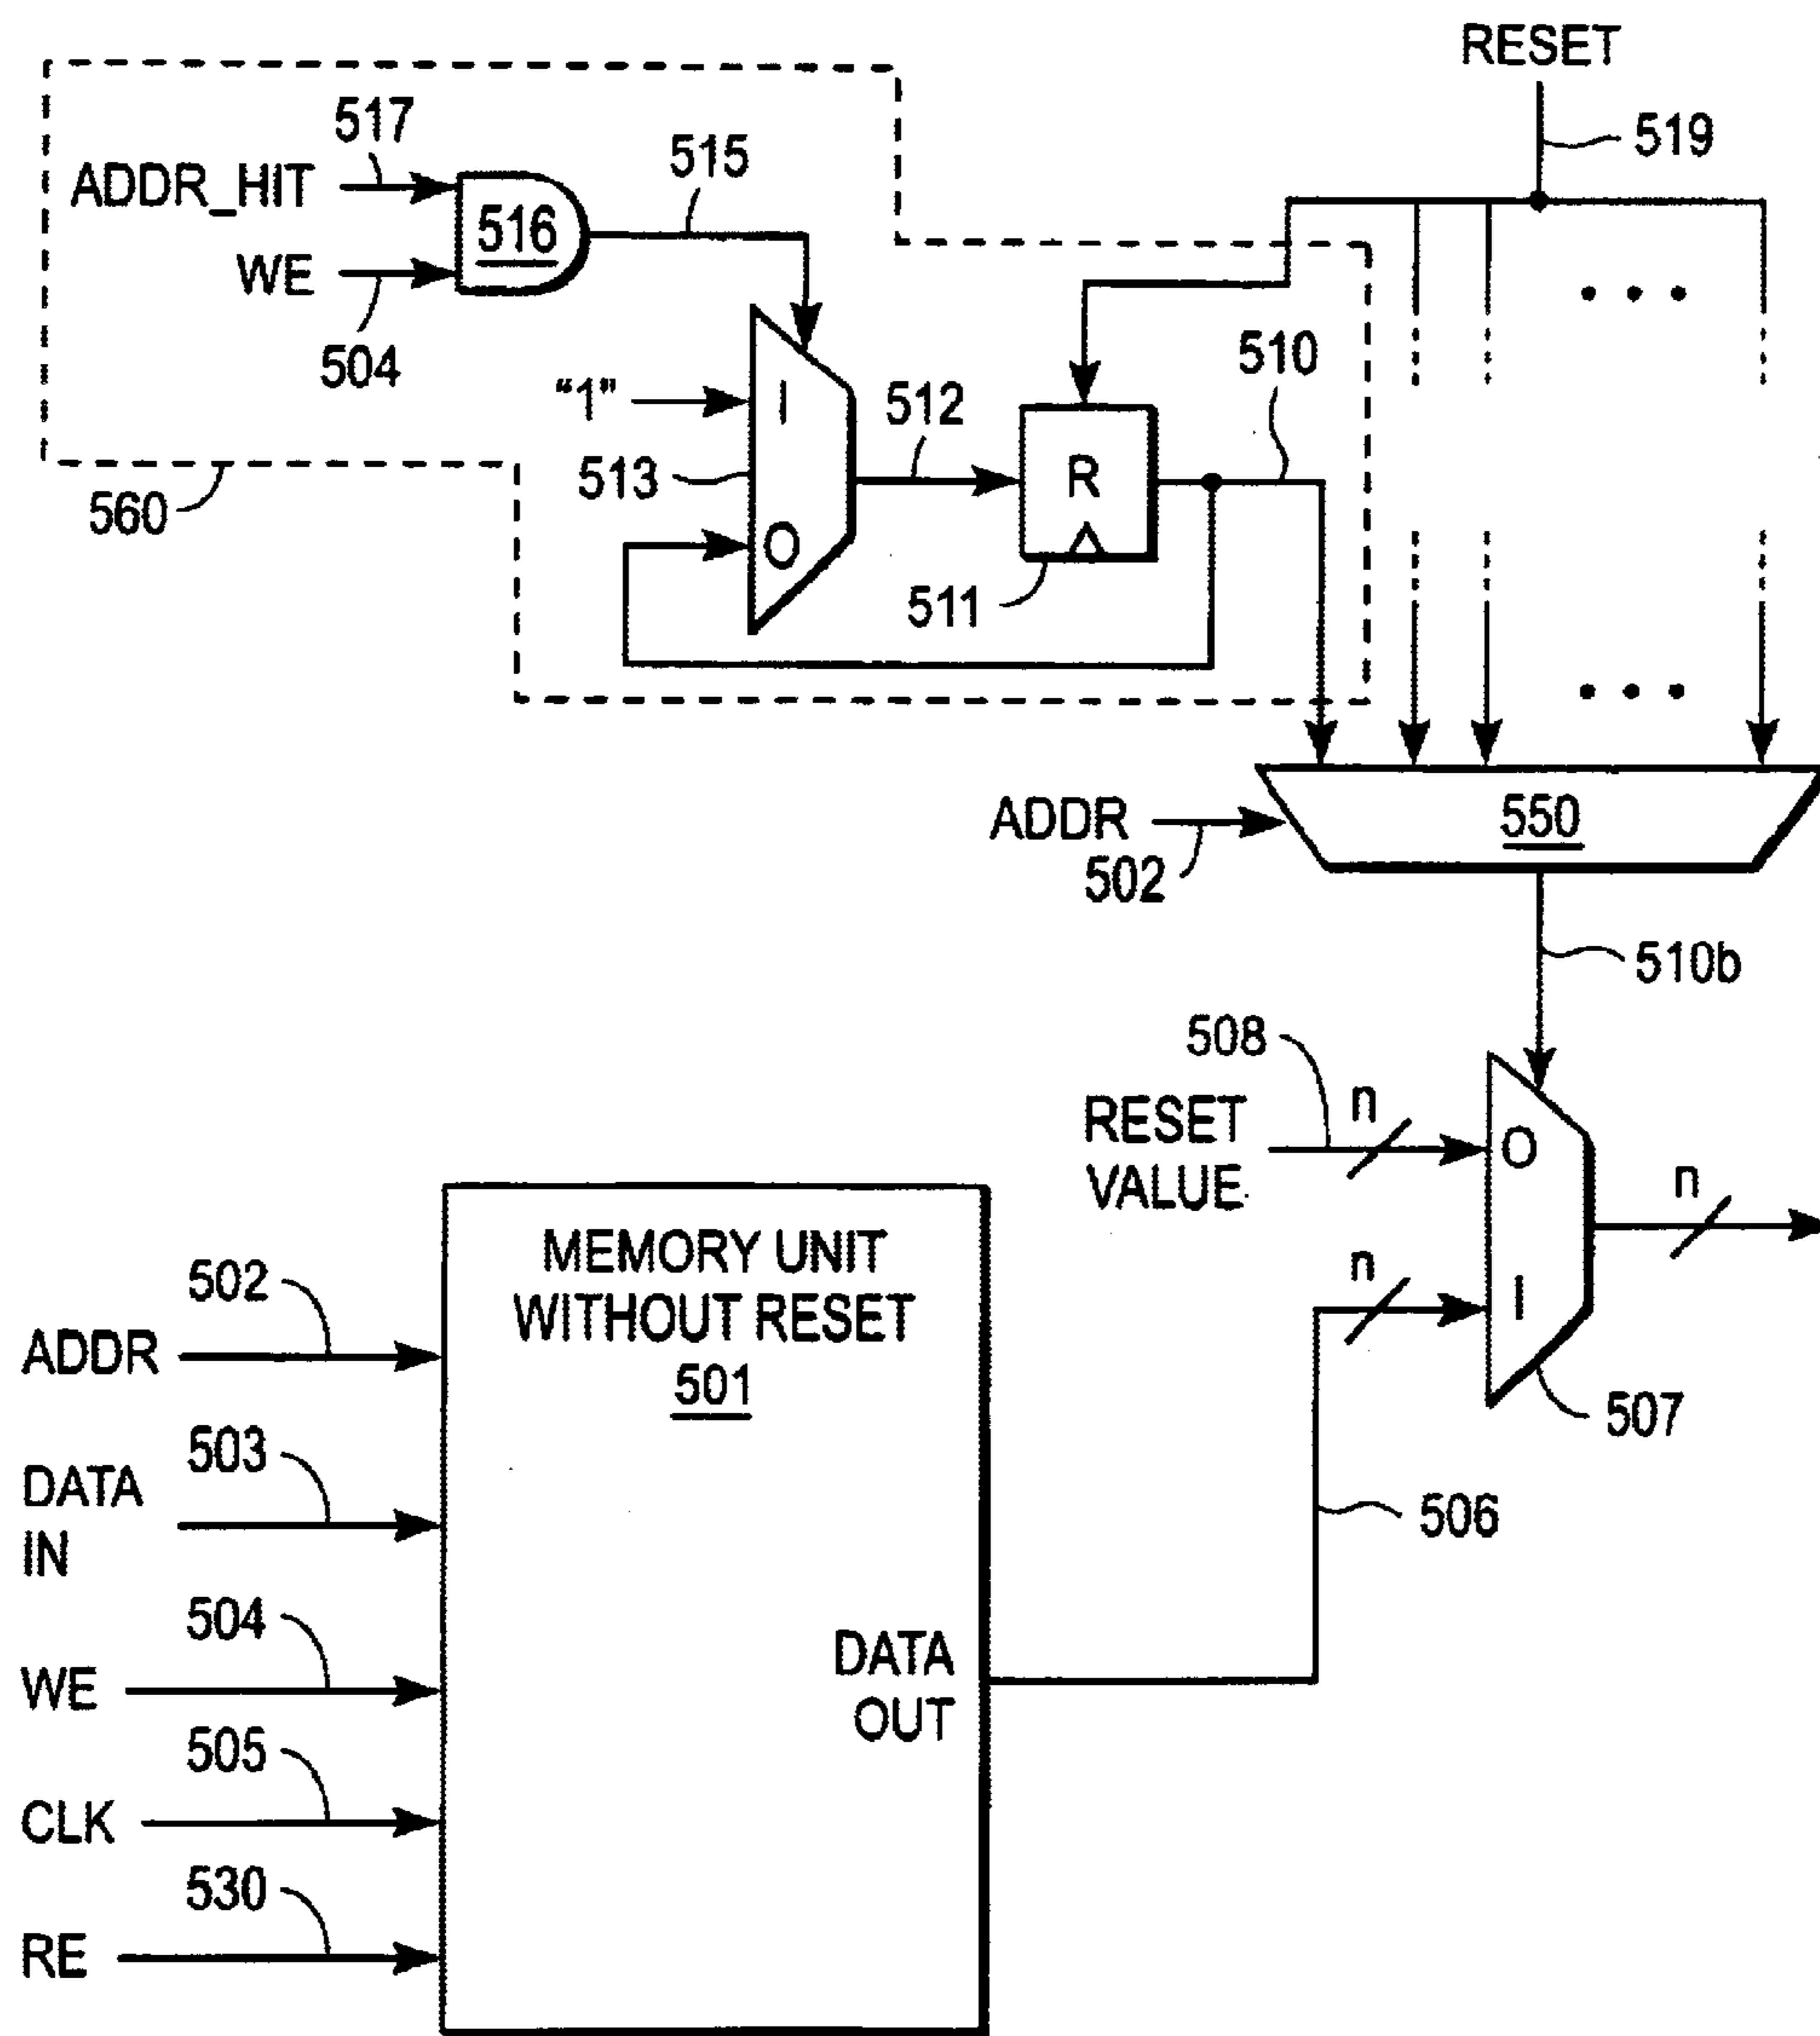 RESET
517
519
515
ADDR_HIT
516
WE
504
510
"1"
I
512
513
R
560
O
511
ADDR
550
502
510b
508
RESET
VALUE
n
O
n
MEMORY UNIT
WITHOUT RESET
501
n
I
502
ADDR
507
503
DATA
IN
506
504
WE
DATA
OUT
505
CLK
530
RE